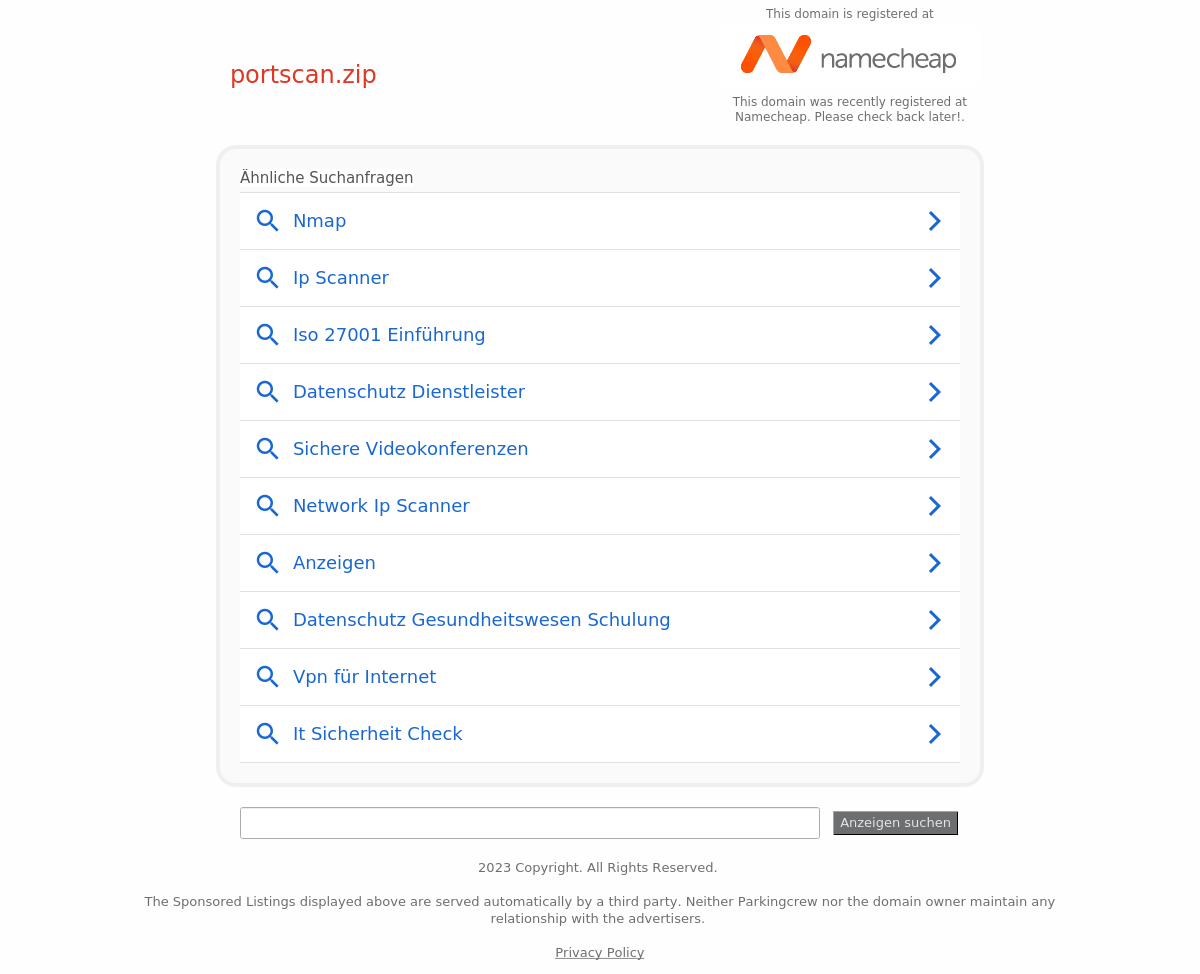 This domain is registered at
namecheap
portscan.zip
This domain was recently registered at
Namecheap. Please check back later!.
Ähnliche Suchanfragen
Nmap
Ip Scanner
Iso 27001 Einführung
Datenschutz Dienstleister
Sichere Videokonferenzen
Network Ip Scanner
Anzeigen
Datenschutz Gesundheitswesen Schulung
Vpn für Internet
It Sicherheit Check
Anzeigen suchen
2023 Copyright. All Rights Reserved.
The Sponsored Listings displayed above are served automatically by a third party. Neither Parkingcrew nor the domain owner maintain any
relationship with the advertisers.
Privacy Policy